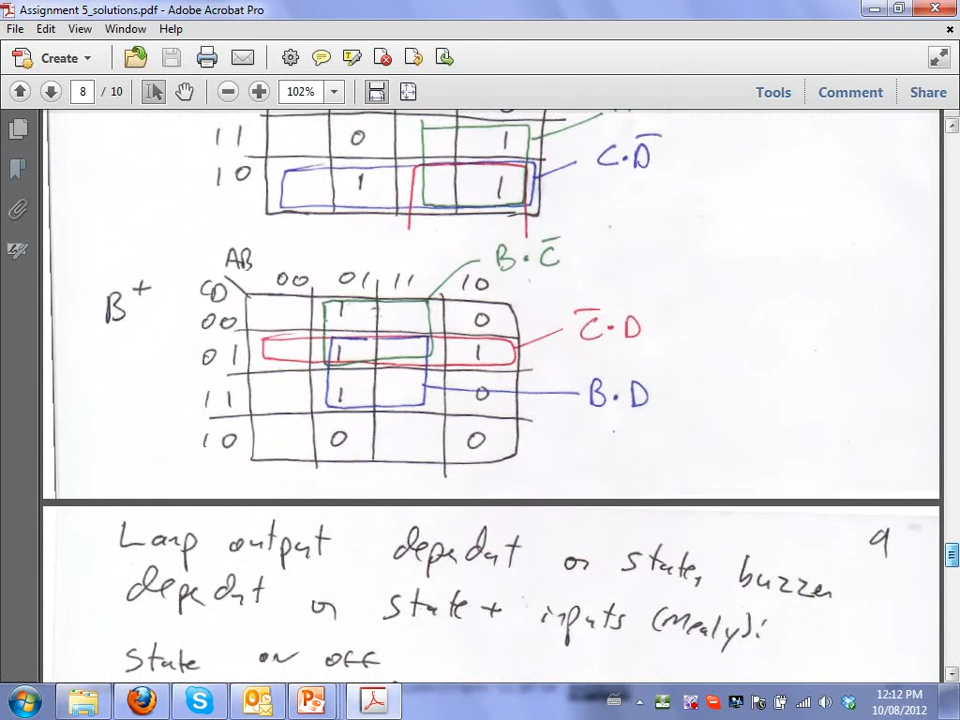 Assignment 5_solutions.pdf - Adobe Acrobat Pro
File Edit View Window Help
Create 
8 / 10 102% Tools Comment Share
11 0 1
C·D̅
10 1 1
B⁺ AB 00 01 11 10 B·C̅
CD
00 1 0
C̅·D
01 1 1
11 1 0 B·D
10 0 0
9
Lamp output depednt on state, buzzer
depednt on state + inputs (Mealy):
State on OFF
12:12 PM
10/08/2012